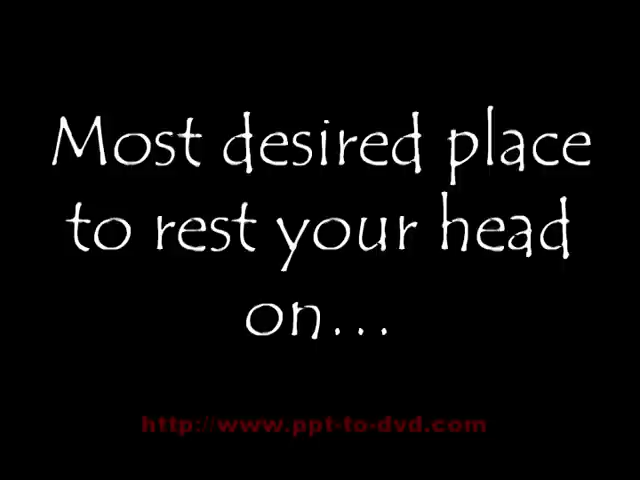 Most desired place
to rest your head
on...
http://www.ppt-to-dvd.com